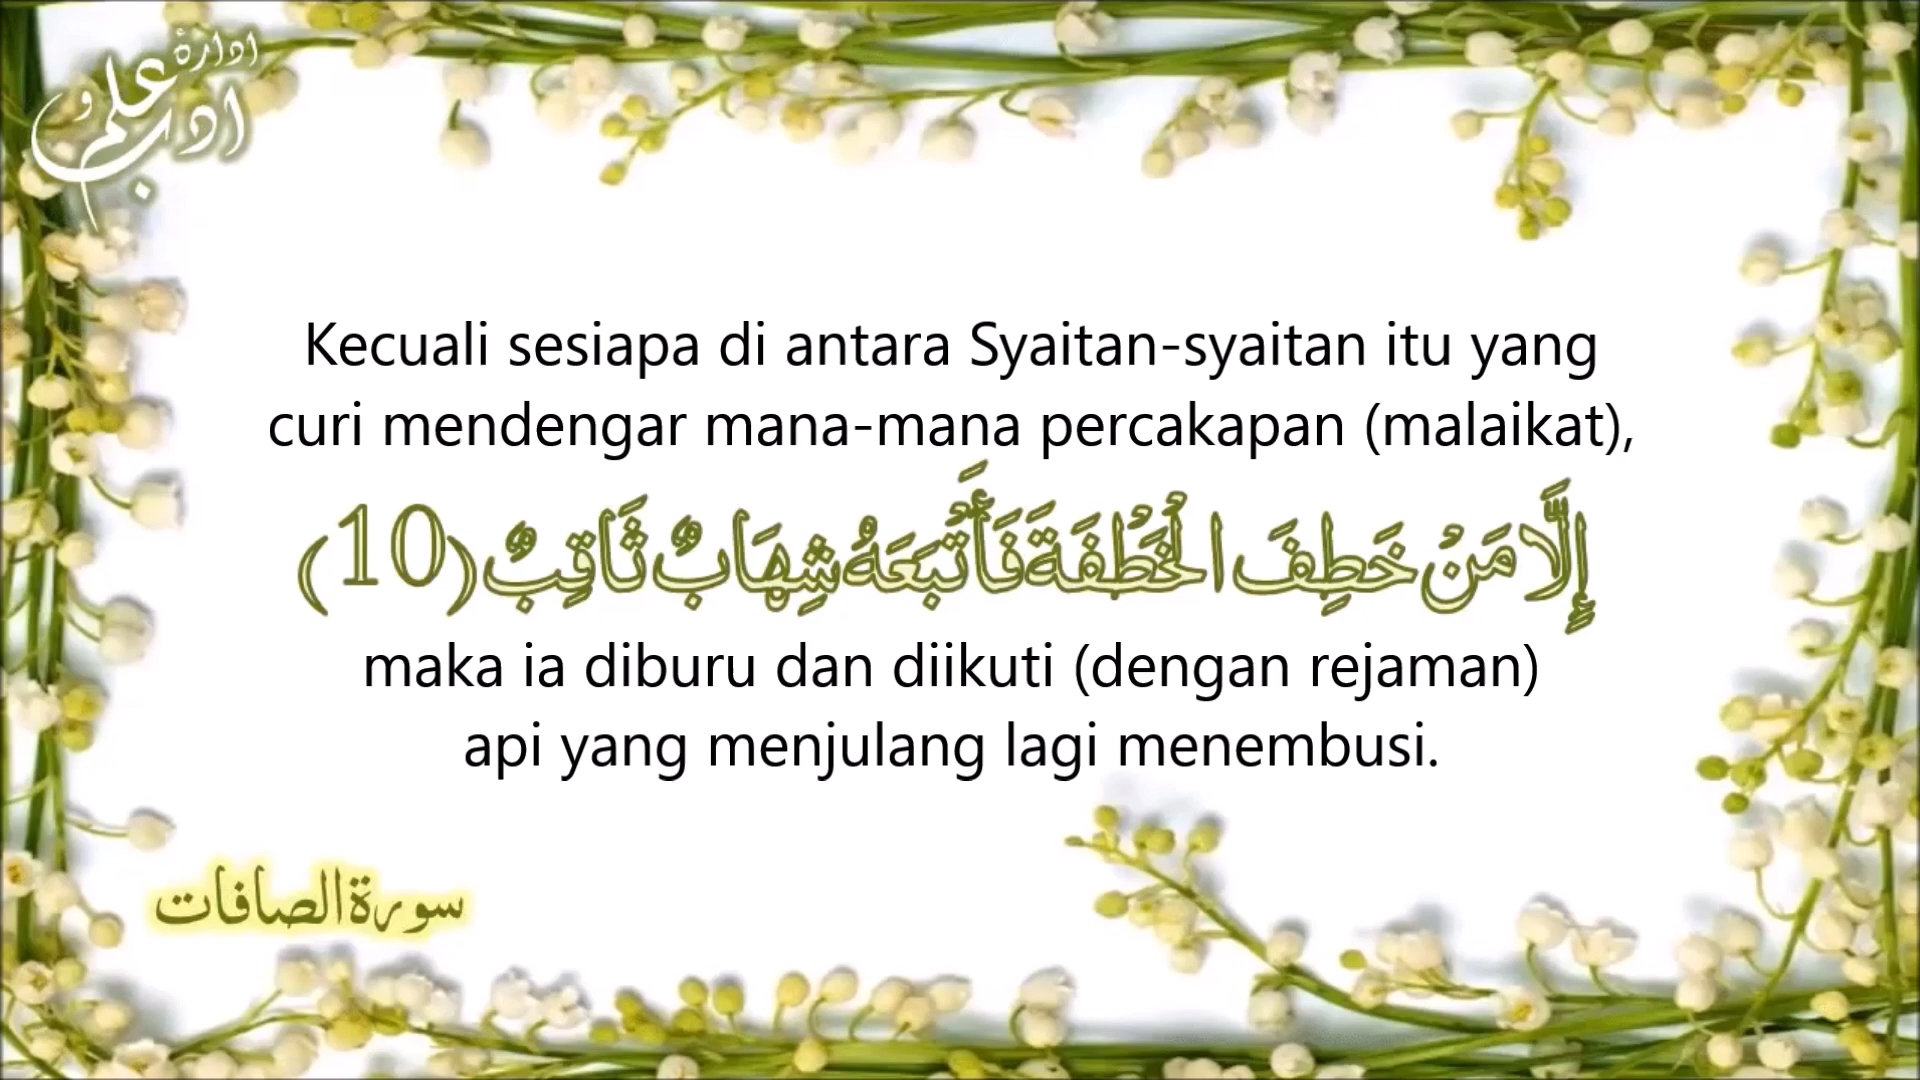 ادارۀ
علم و ادب
Kecuali sesiapa di antara Syaitan-syaitan itu yang
curi mendengar mana-mana percakapan (malaikat),
إِلَّا مَنْ خَطِفَ الْخَطْفَةَ فَأَتْبَعَهُ شِهَابٌ ثَاقِبٌ (10)
maka ia diburu dan diikuti (dengan rejaman)
api yang menjulang lagi menembusi.
سورة الصافات